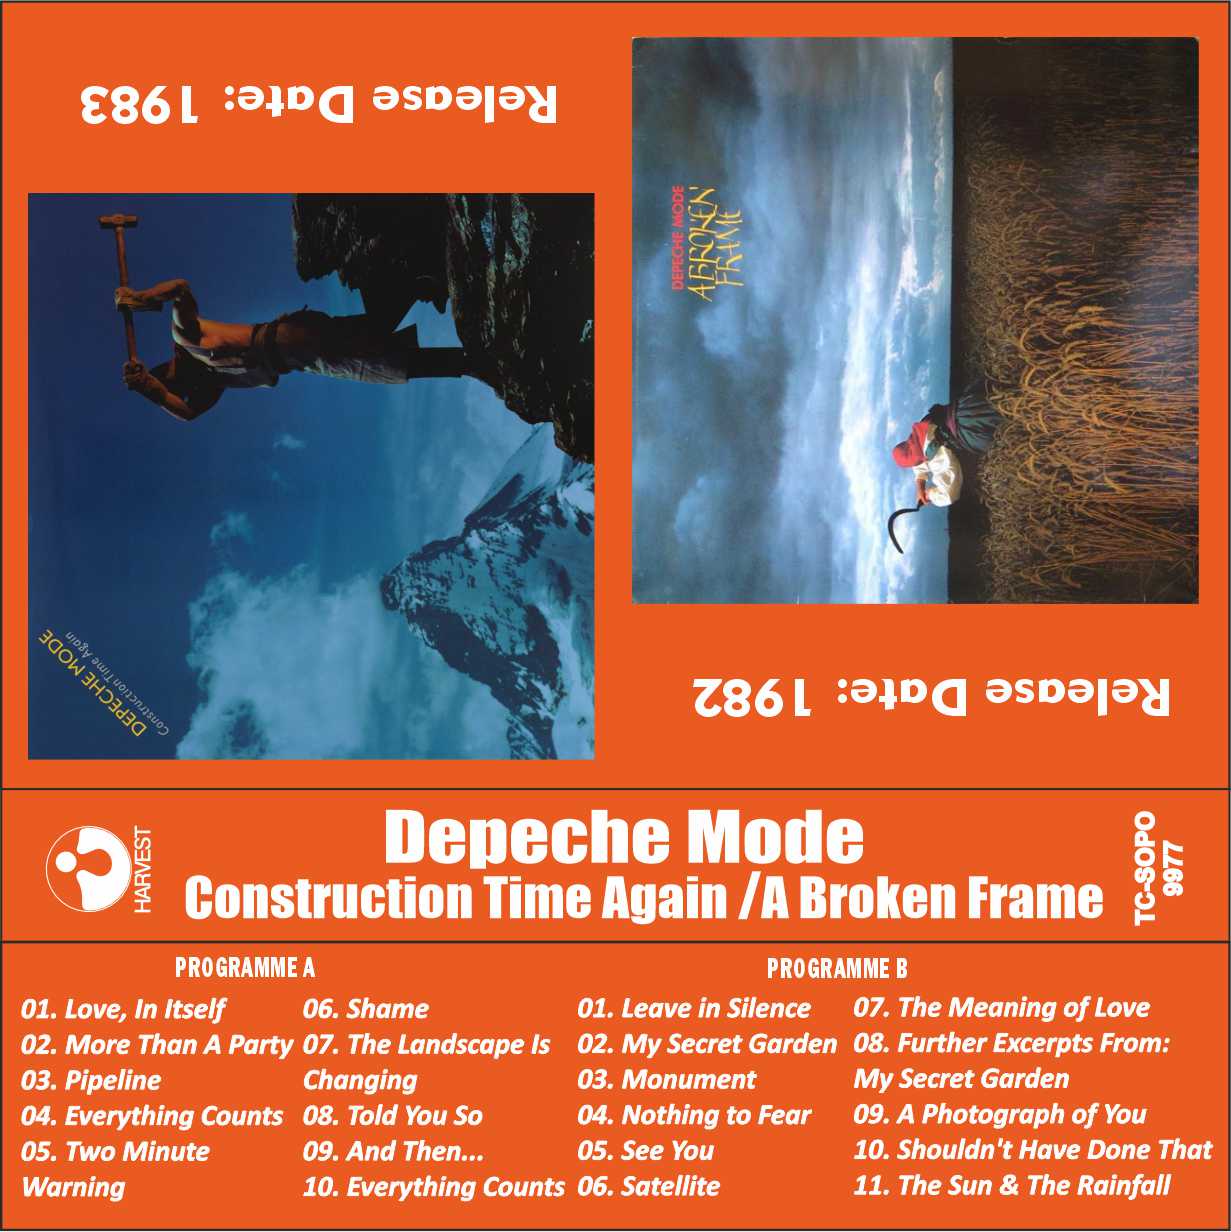 Release Date: 1983
DEPECHE MODE
Construction Time Again
DEPECHE MODE
A BROKEN
FRAME
Release Date: 1982
HARVEST
Depeche Mode
Construction Time Again /A Broken Frame
TC-SOPO
9977
PROGRAMME A
01. Love, In Itself
02. More Than A Party
03. Pipeline
04. Everything Counts
05. Two Minute
Warning
06. Shame
07. The Landscape Is
Changing
08. Told You So
09. And Then...
10. Everything Counts
PROGRAMME B
01. Leave in Silence
02. My Secret Garden
03. Monument
04. Nothing to Fear
05. See You
06. Satellite
07. The Meaning of Love
08. Further Excerpts From:
My Secret Garden
09. A Photograph of You
10. Shouldn't Have Done That
11. The Sun & The Rainfall